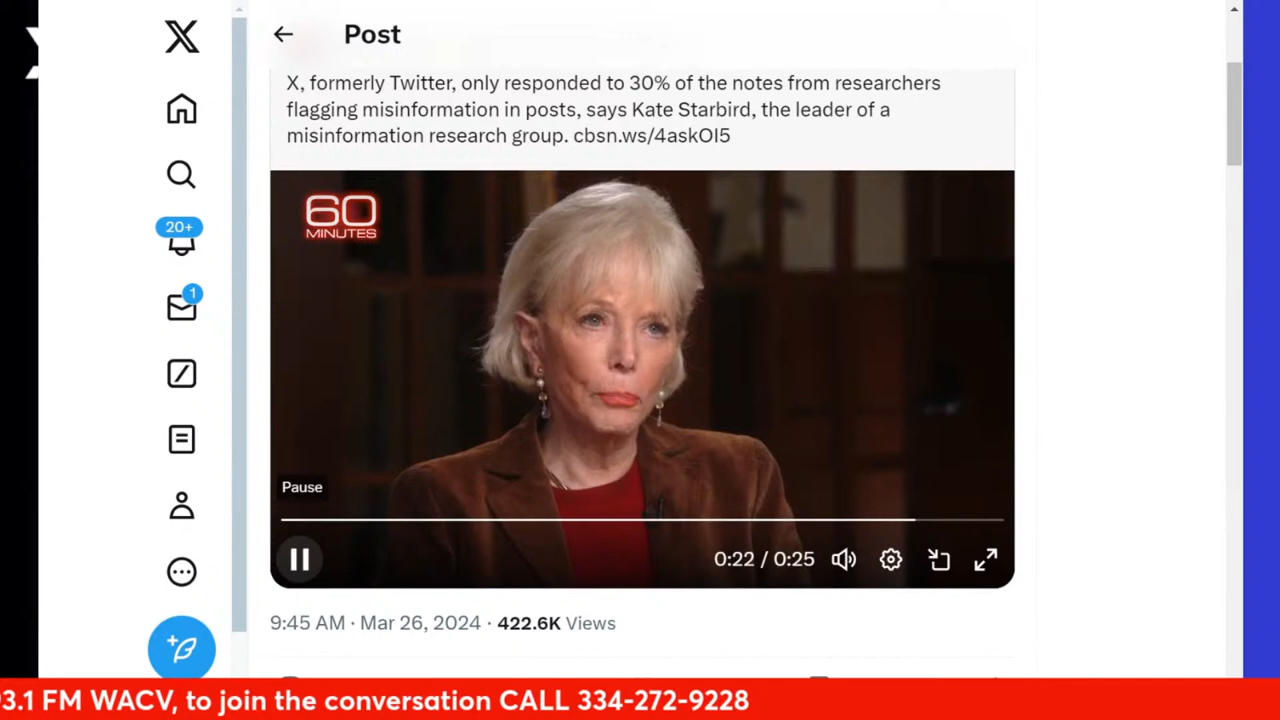 Post
20+
1
X, formerly Twitter, only responded to 30% of the notes from researchers
flagging misinformation in posts, says Kate Starbird, the leader of a
misinformation research group. cbsn.ws/4askOI5
60
MINUTES
Pause
0:22 / 0:25
9:45 AM · Mar 26, 2024 · 422.6K Views
93.1 FM WACV, to join the conversation CALL 334-272-9228